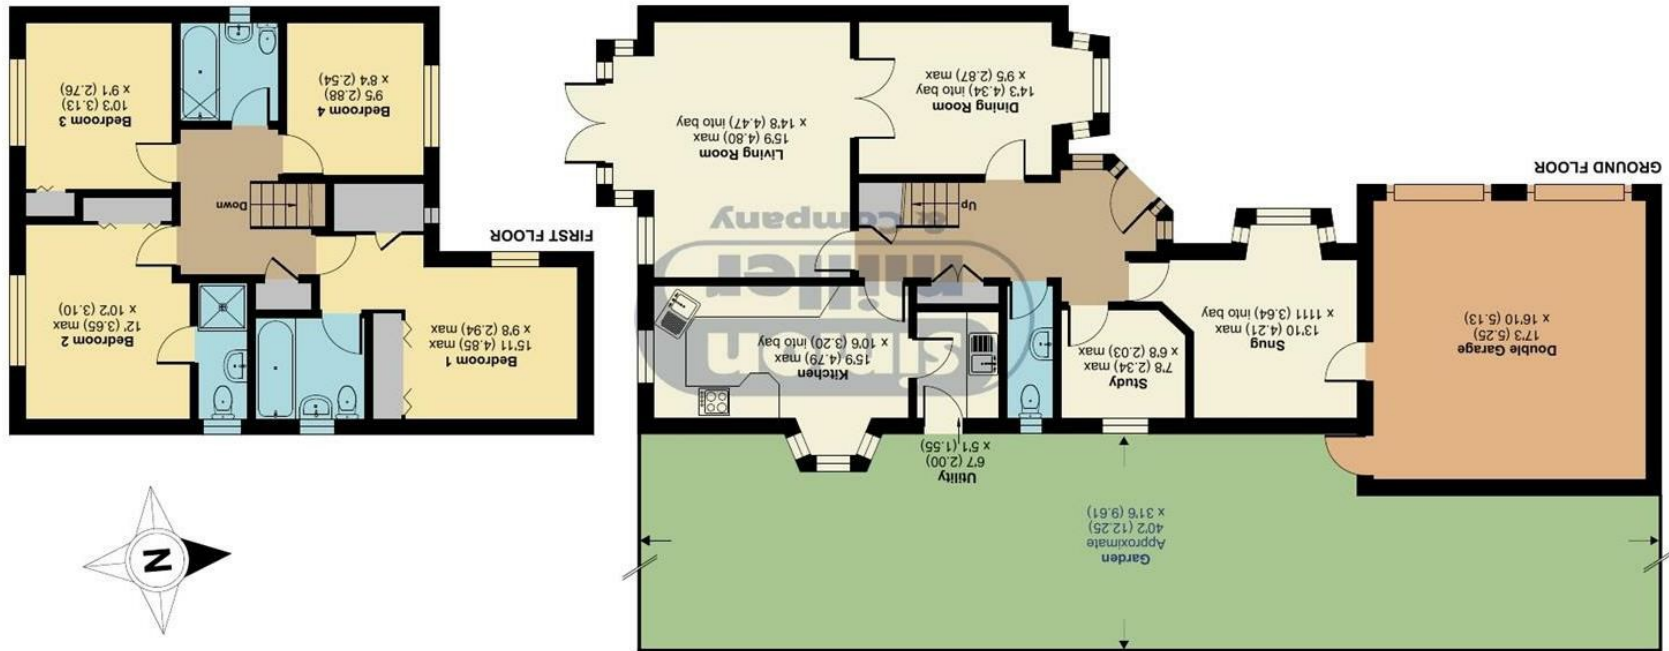 Garden
Approximate
40'2 (12.25)
x 31'6 (9.61)
Double Garage
17'3 (5.25)
x 16'10 (5.13)
Snug
13'10 (4.21) max
x 11'11 (3.64) into bay
Study
7'8 (2.34) max
x 6'8 (2.03) max
Utility
6'7 (2.00)
x 5'1 (1.55)
Kitchen
15'9 (4.79) max
x 10'6 (3.20) into bay
Up
Living Room
15'9 (4.80) max
x 14'8 (4.47) into bay
Dining Room
14'3 (4.34) into bay
x 9'5 (2.87) max
GROUND FLOOR
simon
miller
& Company
N
Bedroom 1
15'11 (4.85) max
x 9'8 (2.94) max
Bedroom 2
12' (3.65) max
x 10'2 (3.10)
Down
FIRST FLOOR
Bedroom 4
9'5 (2.88)
x 8'4 (2.54)
Bedroom 3
10'3 (3.13)
x 9'1 (2.76)